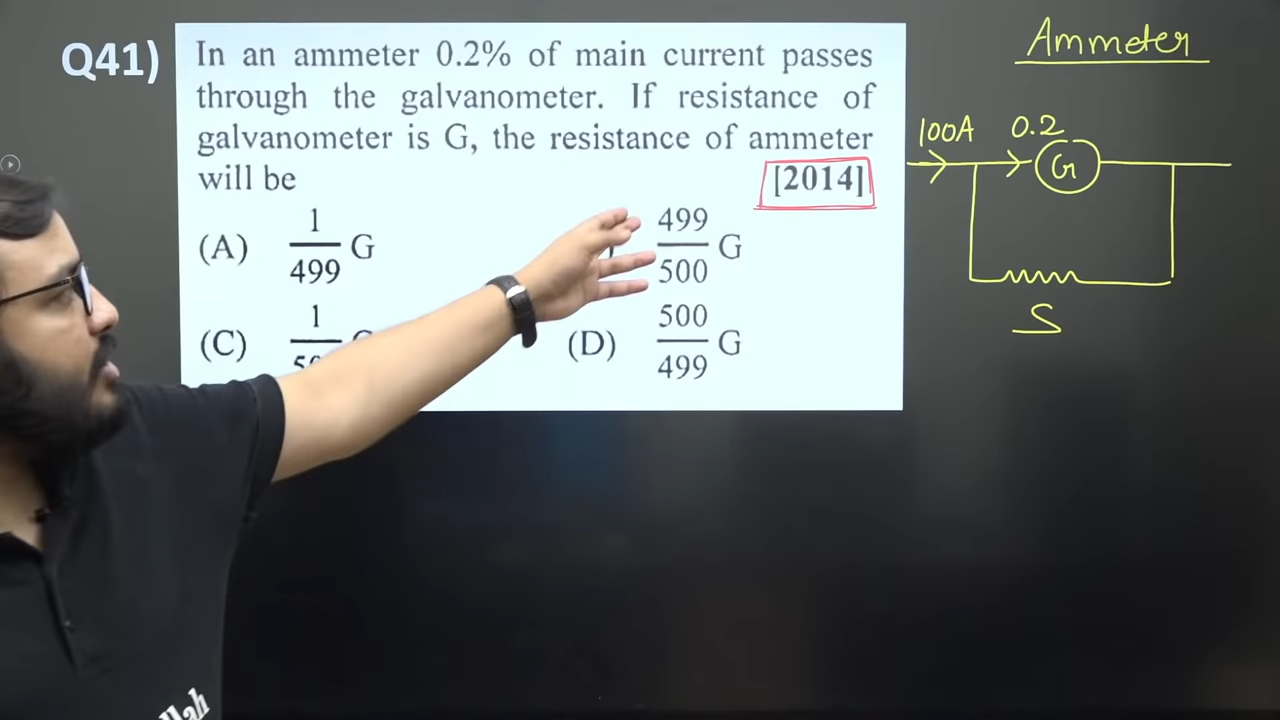 Q41) In an ammeter 0.2% of main current passes
through the galvanometer. If resistance of
galvanometer is G, the resistance of ammeter
will be [2014]
(A) 1/499 G
499/500 G
(C) 1
(D) 500/499 G
Ammeter
100A 0.2
G
S